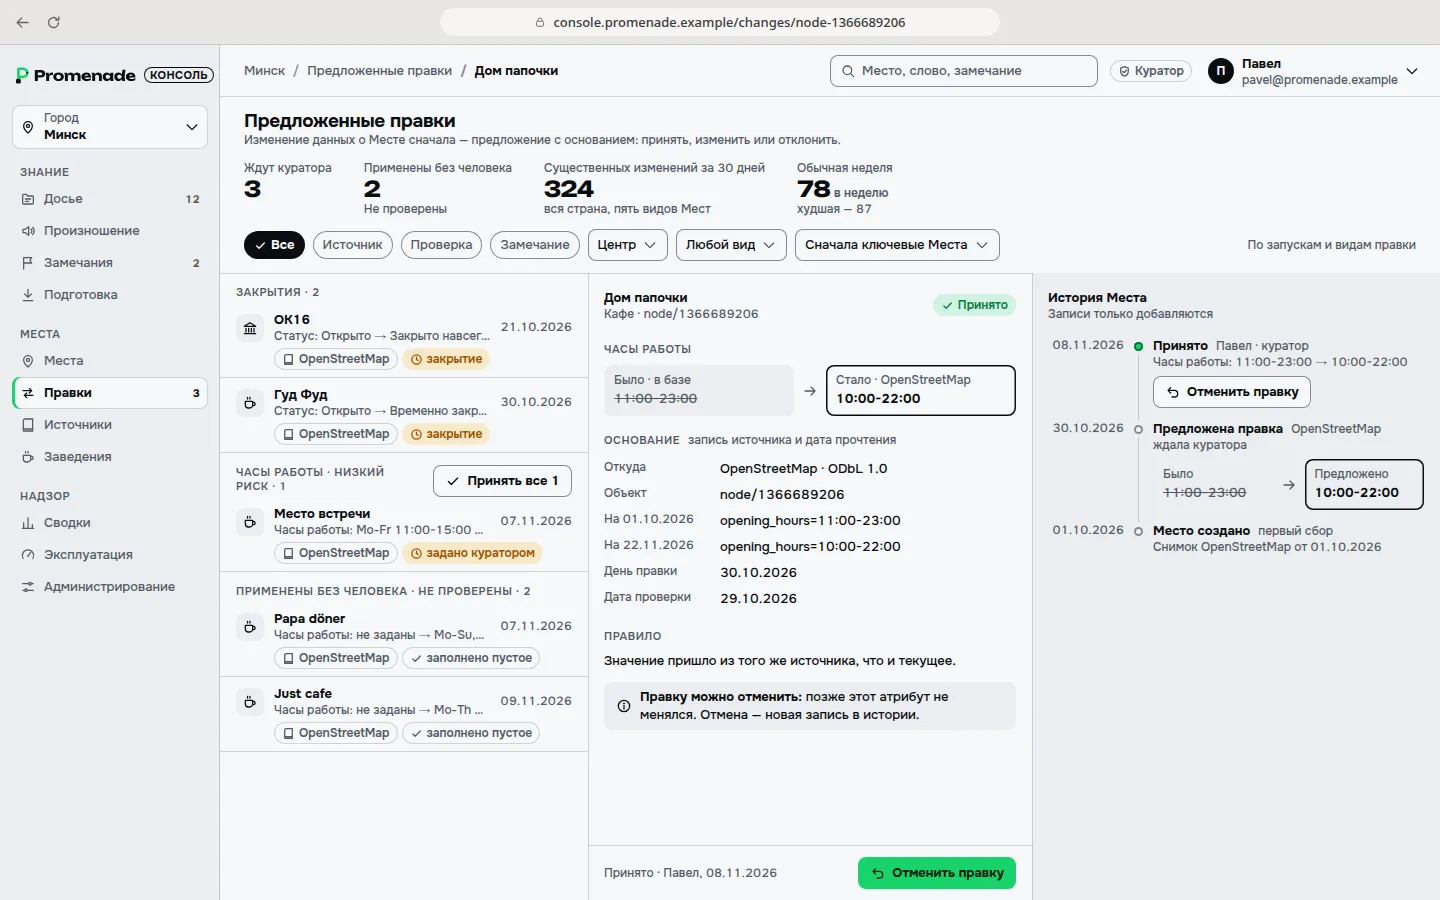 console.promenade.example/changes/node-1366689206
Promenade КОНСОЛЬ
Город
Минск
ЗНАНИЕ
Досье 12
Произношение
Замечания 2
Подготовка
МЕСТА
Места
Правки 3
Источники
Заведения
НАДЗОР
Сводки
Эксплуатация
Администрирование
Минск / Предложенные правки / Дом папочки
Место, слово, замечание
Куратор
П
Павел
pavel@promenade.example
Предложенные правки
Изменение данных о Месте сначала — предложение с основанием: принять, изменить или отклонить.
Ждут куратора
3
Применены без человека
2
Не проверены
Существенных изменений за 30 дней
324
вся страна, пять видов Мест
Обычная неделя
78 в неделю
худшая — 87
Все
Источник
Проверка
Замечание
Центр
Любой вид
Сначала ключевые Места
По запускам и видам правки
ЗАКРЫТИЯ · 2
ОК16
Статус: Открыто → Закрыто навсег...
21.10.2026
OpenStreetMap
закрытие
Гуд Фуд
Статус: Открыто → Временно закр...
30.10.2026
OpenStreetMap
закрытие
ЧАСЫ РАБОТЫ · НИЗКИЙ
РИСК · 1
Принять все 1
Место встречи
Часы работы: Mo-Fr 11:00-15:00 ...
07.11.2026
OpenStreetMap
задано куратором
ПРИМЕНЕНЫ БЕЗ ЧЕЛОВЕКА · НЕ ПРОВЕРЕНЫ · 2
Papa döner
Часы работы: не заданы → Mo-Su,...
07.11.2026
OpenStreetMap
заполнено пустое
Just cafe
Часы работы: не заданы → Mo-Th ...
09.11.2026
OpenStreetMap
заполнено пустое
Дом папочки
Кафе · node/1366689206
Принято
ЧАСЫ РАБОТЫ
Было · в базе
11:00-23:00
→
Стало · OpenStreetMap
10:00-22:00
ОСНОВАНИЕ запись источника и дата прочтения
Откуда OpenStreetMap · ODbL 1.0
Объект node/1366689206
На 01.10.2026 opening_hours=11:00-23:00
На 22.11.2026 opening_hours=10:00-22:00
День правки 30.10.2026
Дата проверки 29.10.2026
ПРАВИЛО
Значение пришло из того же источника, что и текущее.
Правку можно отменить: позже этот атрибут не
менялся. Отмена — новая запись в истории.
Принято · Павел, 08.11.2026
Отменить правку
История Места
Записи только добавляются
08.11.2026 Принято Павел · куратор
Часы работы: 11:00-23:00 → 10:00-22:00
Отменить правку
30.10.2026 Предложена правка OpenStreetMap
ждала куратора
Было
11:00-23:00
→
Предложено
10:00-22:00
01.10.2026 Место создано первый сбор
Снимок OpenStreetMap от 01.10.2026